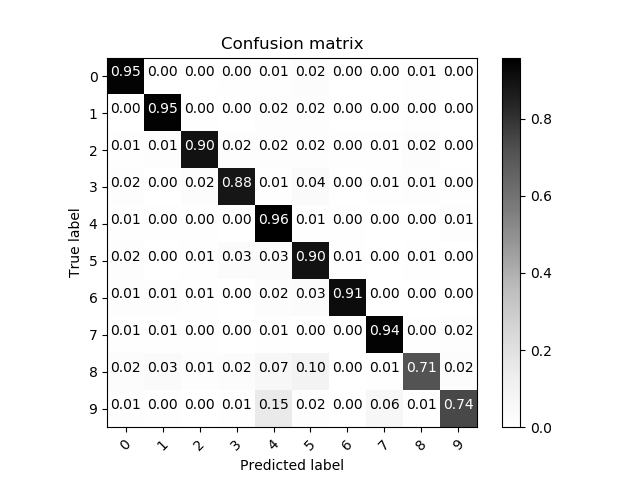 Confusion matrix
0 0.95 0.00 0.00 0.00 0.01 0.02 0.00 0.00 0.01 0.00
1 0.00 0.95 0.00 0.00 0.02 0.02 0.00 0.00 0.00 0.00
2 0.01 0.01 0.90 0.02 0.02 0.02 0.00 0.01 0.02 0.00
3 0.02 0.00 0.02 0.88 0.01 0.04 0.00 0.01 0.01 0.00
4 0.01 0.00 0.00 0.00 0.96 0.01 0.00 0.00 0.00 0.01
5 0.02 0.00 0.01 0.03 0.03 0.90 0.01 0.00 0.01 0.00
6 0.01 0.01 0.01 0.00 0.02 0.03 0.91 0.00 0.00 0.00
7 0.01 0.01 0.00 0.00 0.01 0.00 0.00 0.94 0.00 0.02
8 0.02 0.03 0.01 0.02 0.07 0.10 0.00 0.01 0.71 0.02
9 0.01 0.00 0.00 0.01 0.15 0.02 0.00 0.06 0.01 0.74
0 1 2 3 4 5 6 7 8 9
True label
Predicted label
0.8
0.6
0.4
0.2
0.0